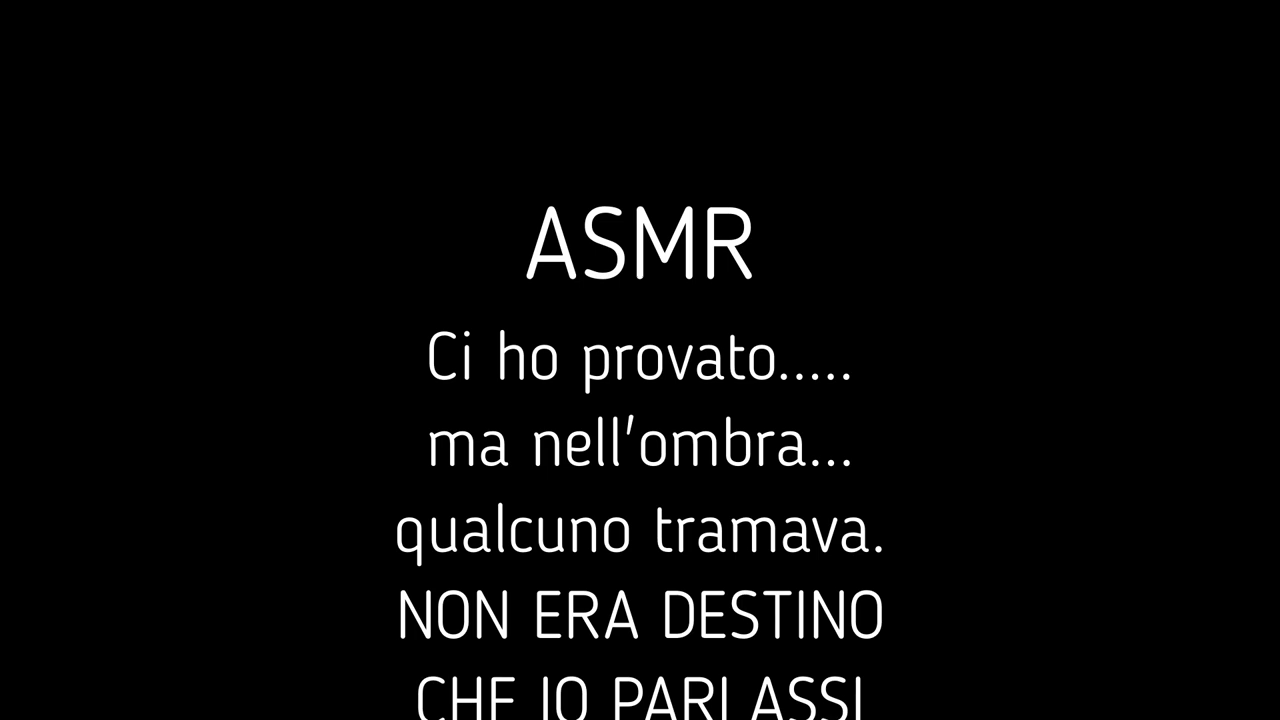 ASMR
Ci ho provato.....
ma nell'ombra...
qualcuno tramava.
NON ERA DESTINO
CHE IO PARLASSI